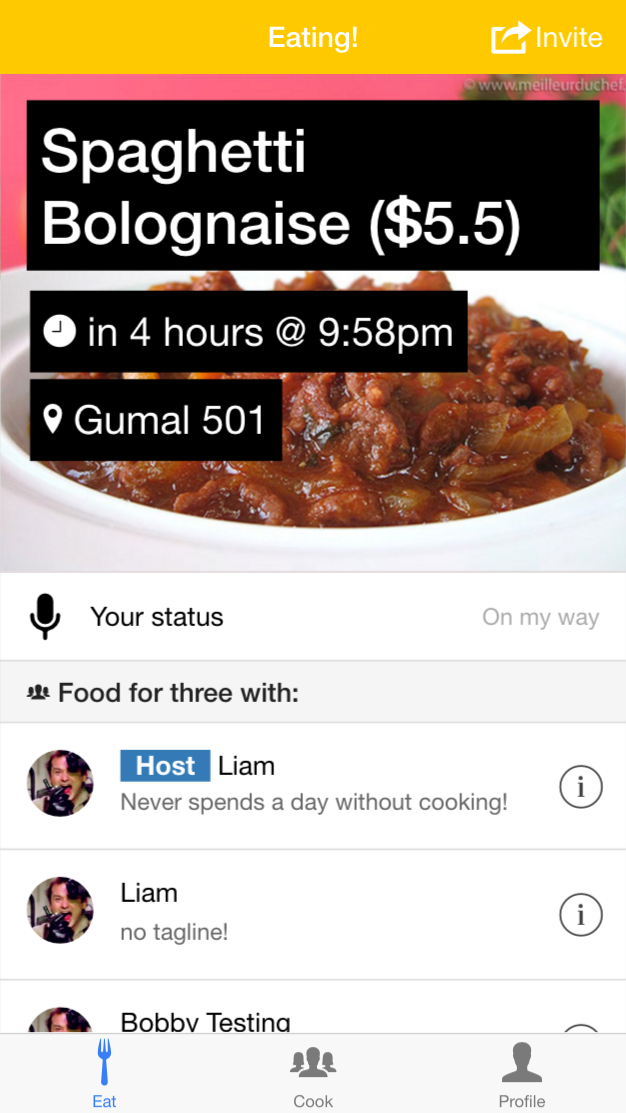 Eating!
Invite
© www.meilleurduchef.
Spaghetti
Bolognaise ($5.5)
in 4 hours @ 9:58pm
Gumal 501
Your status
On my way
Food for three with:
Host Liam
Never spends a day without cooking!
Liam
no tagline!
Bobby Testing
Eat
Cook
Profile